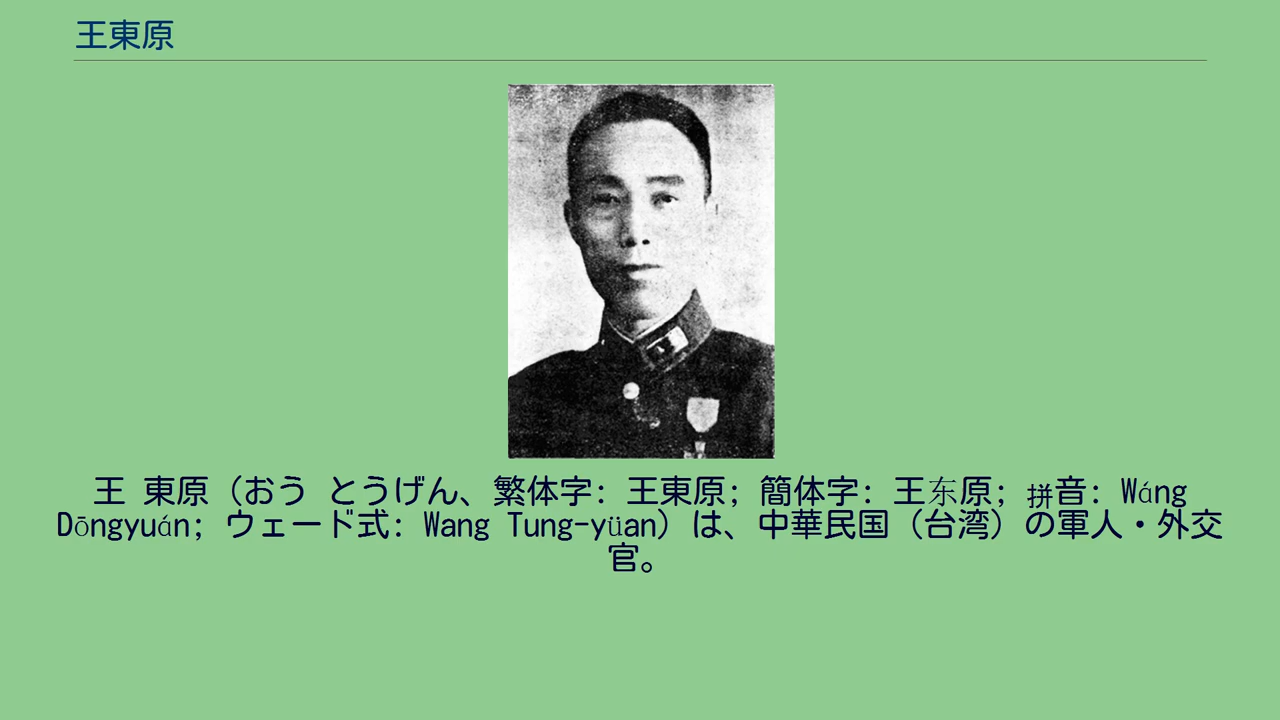 王東原
王 東原（おう とうげん、繁体字: 王東原; 簡体字: 王东原; 拼音: Wáng
Dōngyuán; ウェード式: Wang Tung-yüan）は、中華民国（台湾）の軍人・外交
官。